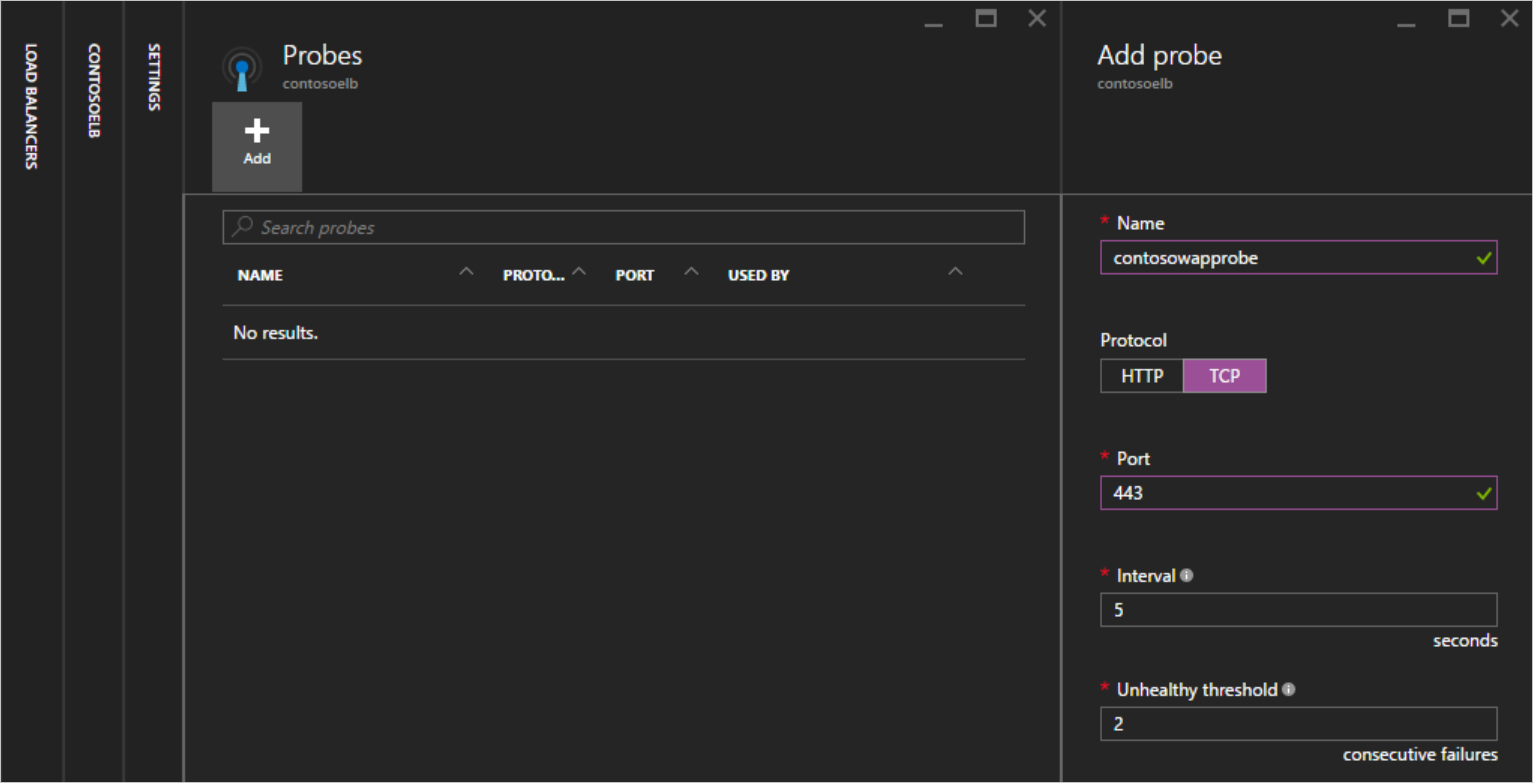 LOAD BALANCERS
CONTOSOELB
SETTINGS
Probes
contosoelb
Add
Search probes
NAME PROTO... PORT USED BY
No results.
Add probe
contosoelb
* Name
contosowapprobe
Protocol
HTTP TCP
* Port
443
* Interval
5
seconds
* Unhealthy threshold
2
consecutive failures